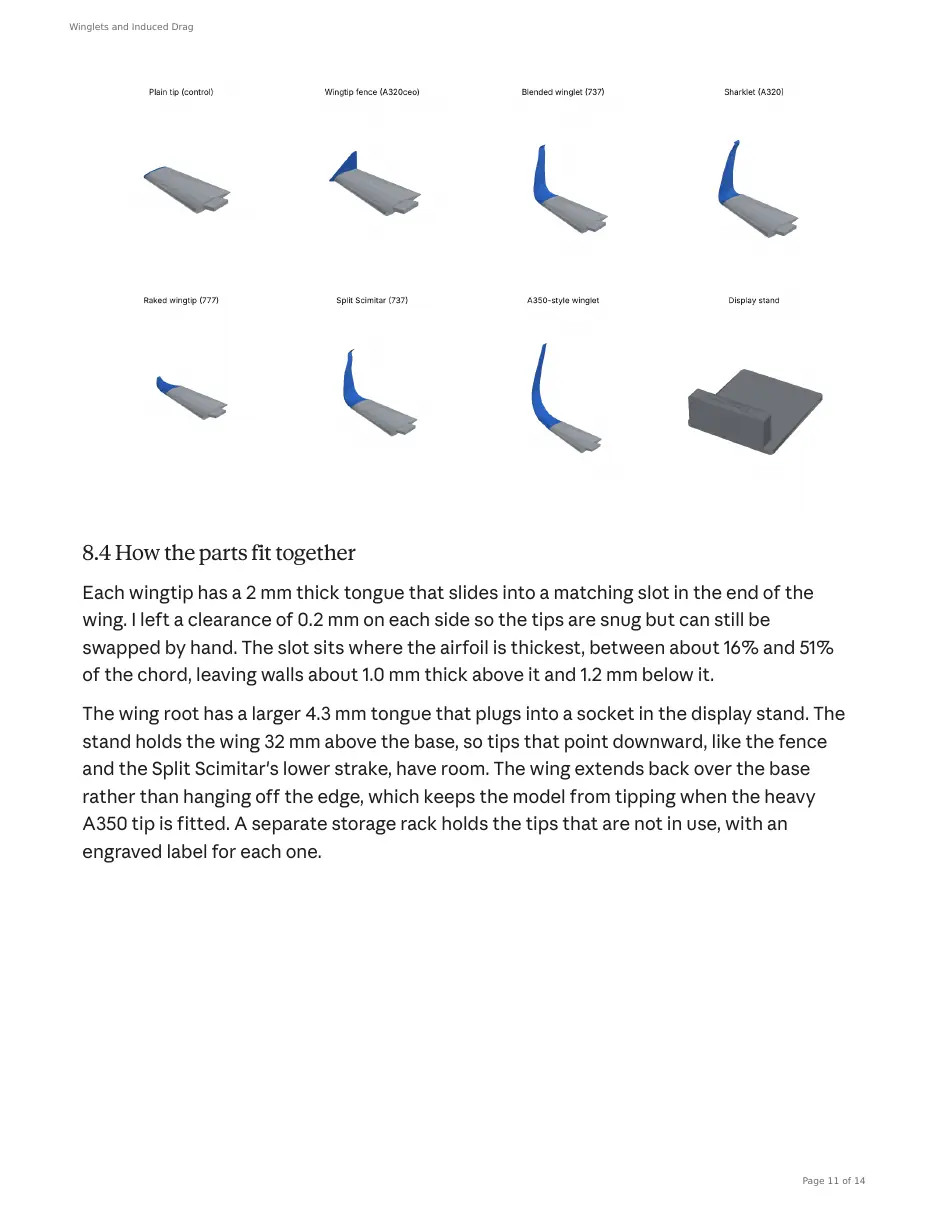 Winglets and Induced Drag
Plain tip (control)
Wingtip fence (A320ceo)
Blended winglet (737)
Sharklet (A320)
Raked wingtip (777)
Split Scimitar (737)
A350-style winglet
Display stand
8.4 How the parts fit together
Each wingtip has a 2 mm thick tongue that slides into a matching slot in the end of the
wing. I left a clearance of 0.2 mm on each side so the tips are snug but can still be
swapped by hand. The slot sits where the airfoil is thickest, between about 16% and 51%
of the chord, leaving walls about 1.0 mm thick above it and 1.2 mm below it.
The wing root has a larger 4.3 mm tongue that plugs into a socket in the display stand. The
stand holds the wing 32 mm above the base, so tips that point downward, like the fence
and the Split Scimitar's lower strake, have room. The wing extends back over the base
rather than hanging off the edge, which keeps the model from tipping when the heavy
A350 tip is fitted. A separate storage rack holds the tips that are not in use, with an
engraved label for each one.
Page 11 of 14